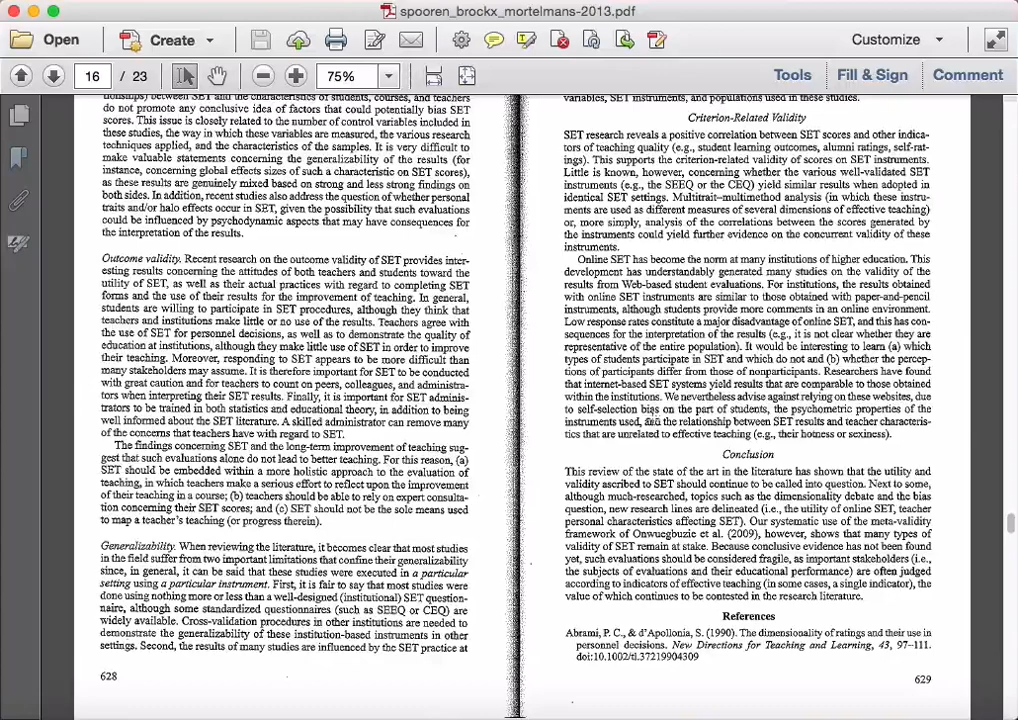 spooren_brockx_mortelmans-2013.pdf
Open
Create
Customize
16 / 23
75%
Tools
Fill & Sign
Comment
tionships) between SET and the characteristics of students, courses, and teachers
do not promote any conclusive idea of factors that could potentially bias SET
scores. This issue is closely related to the number of control variables included in
these studies, the way in which these variables are measured, the various research
techniques applied, and the characteristics of the samples. It is very difficult to
make valuable statements concerning the generalizability of the results (for
instance, concerning global effects sizes of such a characteristic on SET scores),
as these results are genuinely mixed based on strong and less strong findings on
both sides. In addition, recent studies also address the question of whether personal
traits and/or halo effects occur in SET, given the possibility that such evaluations
could be influenced by psychodynamic aspects that may have consequences for
the interpretation of the results.
Outcome validity. Recent research on the outcome validity of SET provides inter-
esting results concerning the attitudes of both teachers and students toward the
utility of SET, as well as their actual practices with regard to completing SET
forms and the use of their results for the improvement of teaching. In general,
students are willing to participate in SET procedures, although they think that
teachers and institutions make little or no use of the results. Teachers agree with
the use of SET for personnel decisions, as well as to demonstrate the quality of
education at institutions, although they make little use of SET in order to improve
their teaching. Moreover, responding to SET appears to be more difficult than
many stakeholders may assume. It is therefore important for SET to be conducted
with great caution and for teachers to count on peers, colleagues, and administra-
tors when interpreting their SET results. Finally, it is important for SET adminis-
trators to be trained in both statistics and educational theory, in addition to being
well informed about the SET literature. A skilled administrator can remove many
of the concerns that teachers have with regard to SET.
The findings concerning SET and the long-term improvement of teaching sug-
gest that such evaluations alone do not lead to better teaching. For this reason, (a)
SET should be embedded within a more holistic approach to the evaluation of
teaching, in which teachers make a serious effort to reflect upon the improvement
of their teaching in a course; (b) teachers should be able to rely on expert consulta-
tion concerning their SET scores; and (c) SET should not be the sole means used
to map a teacher's teaching (or progress therein).
Generalizability. When reviewing the literature, it becomes clear that most studies
in the field suffer from two important limitations that confine their generalizability
since, in general, it can be said that these studies were executed in a particular
setting using a particular instrument. First, it is fair to say that most studies were
done using nothing more or less than a well-designed (institutional) SET question-
naire, although some standardized questionnaires (such as SEEQ or CEQ) are
widely available. Cross-validation procedures in other institutions are needed to
demonstrate the generalizability of these institution-based instruments in other
settings. Second, the results of many studies are influenced by the SET practice at
628
variables, SET instruments, and populations used in these studies.
Criterion-Related Validity
SET research reveals a positive correlation between SET scores and other indica-
tors of teaching quality (e.g., student learning outcomes, alumni ratings, self-rat-
ings). This supports the criterion-related validity of scores on SET instruments.
Little is known, however, concerning whether the various well-validated SET
instruments (e.g., the SEEQ or the CEQ) yield similar results when adopted in
identical SET settings. Multitrait–multimethod analysis (in which these instru-
ments are used as different measures of several dimensions of effective teaching)
or, more simply, analysis of the correlations between the scores generated by
the instruments could yield further evidence on the concurrent validity of these
instruments.
Online SET has become the norm at many institutions of higher education. This
development has understandably generated many studies on the validity of the
results from Web-based student evaluations. For institutions, the results obtained
with online SET instruments are similar to those obtained with paper-and-pencil
instruments, although students provide more comments in an online environment.
Low response rates constitute a major disadvantage of online SET, and this has con-
sequences for the interpretation of the results (e.g., it is not clear whether they are
representative of the entire population). It would be interesting to learn (a) which
types of students participate in SET and which do not and (b) whether the percep-
tions of participants differ from those of nonparticipants. Researchers have found
that internet-based SET systems yield results that are comparable to those obtained
within the institutions. We nevertheless advise against relying on these websites, due
to self-selection bias on the part of students, the psychometric properties of the
instruments used, and the relationship between SET results and teacher characteris-
tics that are unrelated to effective teaching (e.g., their hotness or sexiness).
Conclusion
This review of the state of the art in the literature has shown that the utility and
validity ascribed to SET should continue to be called into question. Next to some,
although much-researched, topics such as the dimensionality debate and the bias
question, new research lines are delineated (i.e., the utility of online SET, teacher
personal characteristics affecting SET). Our systematic use of the meta-validity
framework of Onwuegbuzie et al. (2009), however, shows that many types of
validity of SET remain at stake. Because conclusive evidence has not been found
yet, such evaluations should be considered fragile, as important stakeholders (i.e.,
the subjects of evaluations and their educational performance) are often judged
according to indicators of effective teaching (in some cases, a single indicator), the
value of which continues to be contested in the research literature.
References
Abrami, P. C., & d'Apollonia, S. (1990). The dimensionality of ratings and their use in
personnel decisions. New Directions for Teaching and Learning, 43, 97–111.
doi:10.1002/tl.37219904309
629